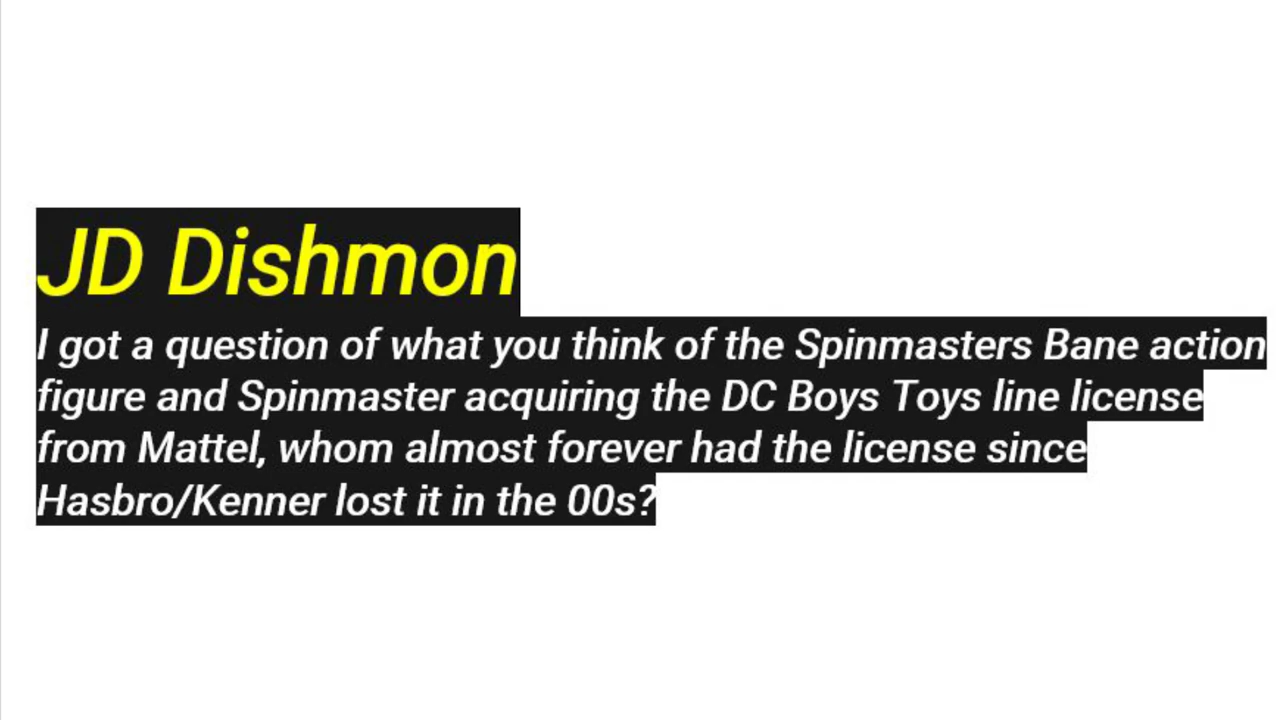 JD Dishmon
I got a question of what you think of the Spinmasters Bane action
figure and Spinmaster acquiring the DC Boys Toys line license
from Mattel, whom almost forever had the license since
Hasbro/Kenner lost it in the 00s?